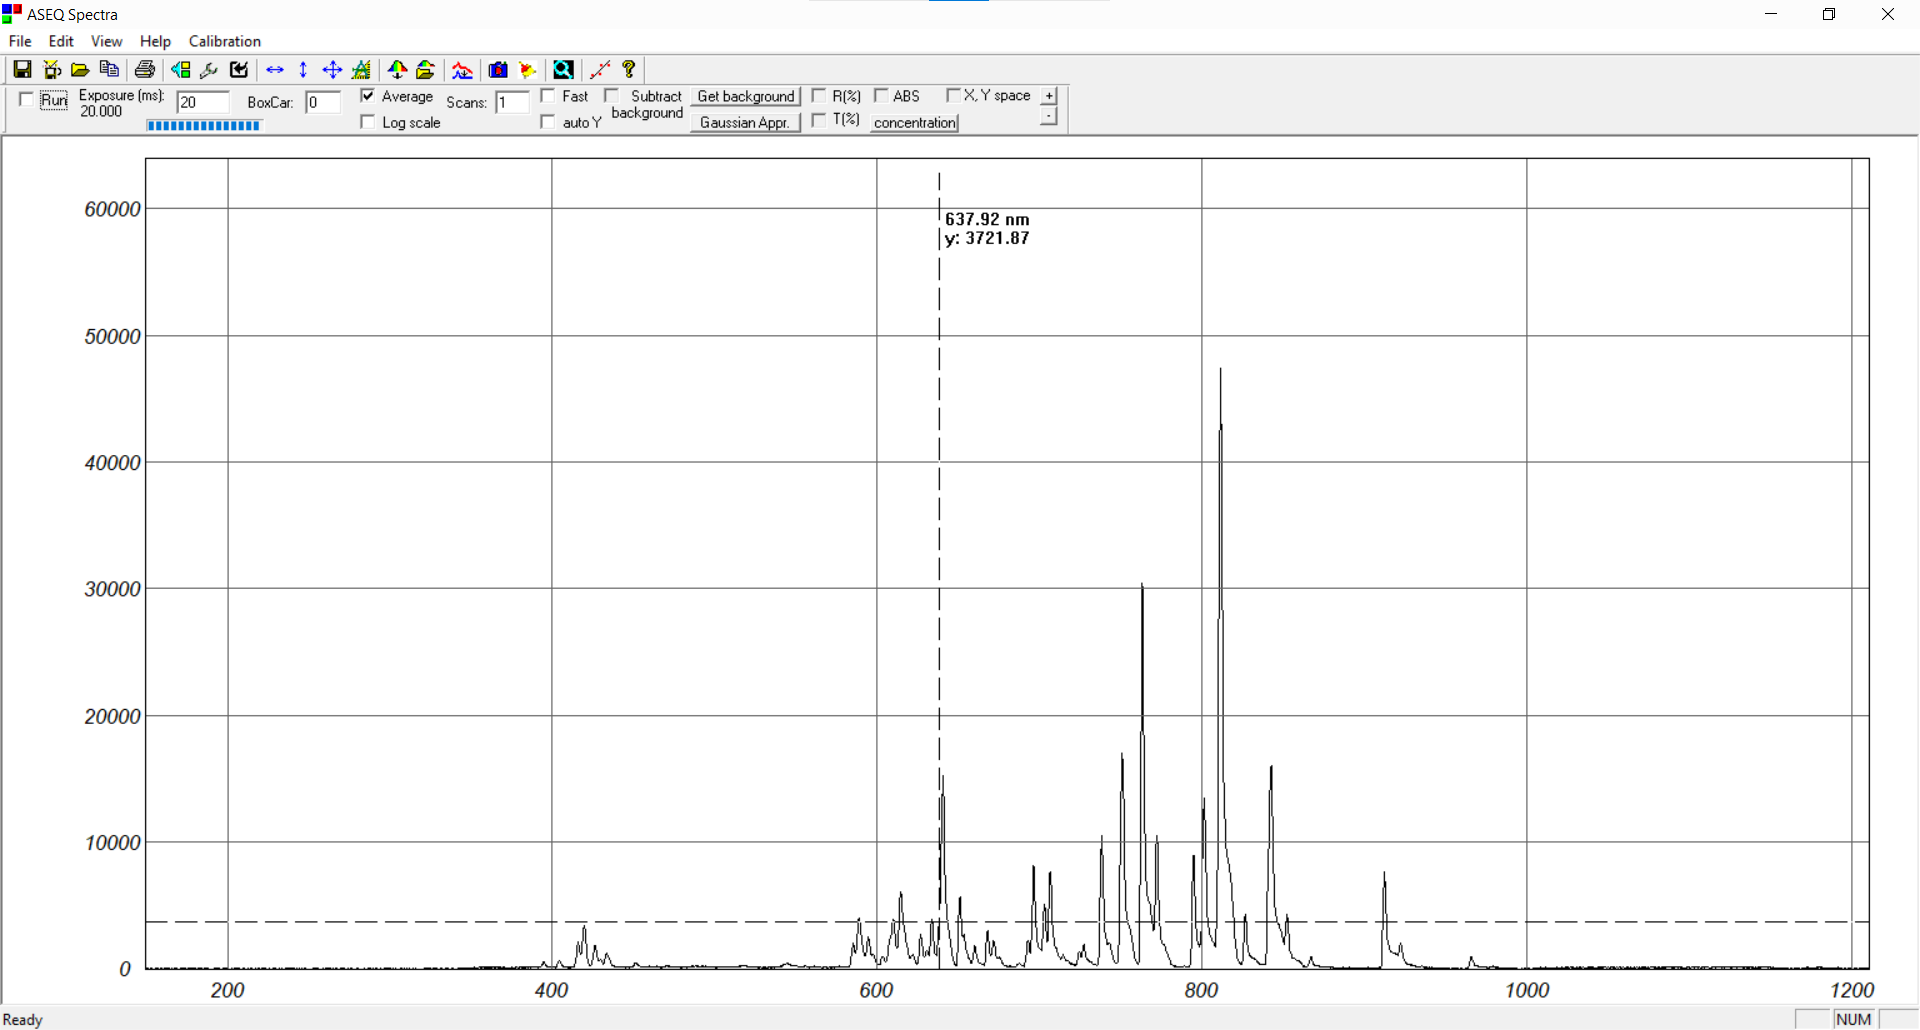 ASEQ Spectra
File Edit View Help Calibration
Run Exposure (ms): 20 BoxCar: 0 Average Scans: 1 Fast Subtract background Get background R(%) ABS X, Y space +
20.000 Log scale auto Y Gaussian Appr. T(%) concentration -
60000
637.92 nm
y: 3721.87
50000
40000
30000
20000
10000
0
200 400 600 800 1000 1200
Ready NUM